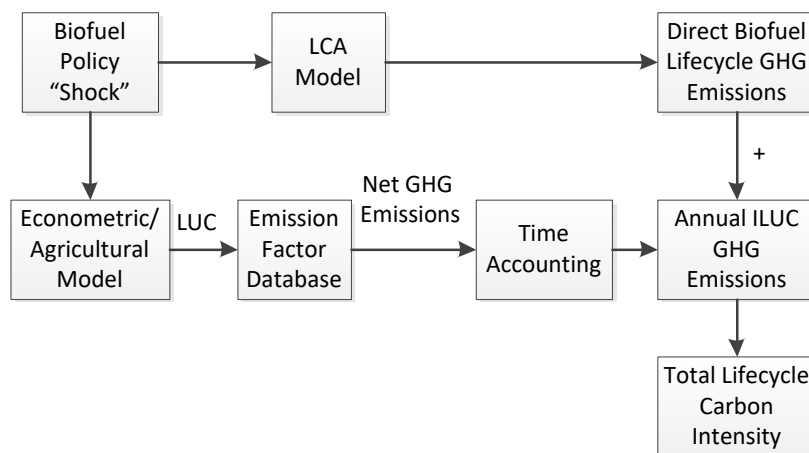 Biofuel
Policy
“Shock”
LCA
Model
Direct Biofuel
Lifecycle GHG
Emissions
+
Econometric/
Agricultural
Model
LUC
Emission
Factor
Database
Net GHG
Emissions
Time
Accounting
Annual ILUC
GHG
Emissions
Total Lifecycle
Carbon
Intensity